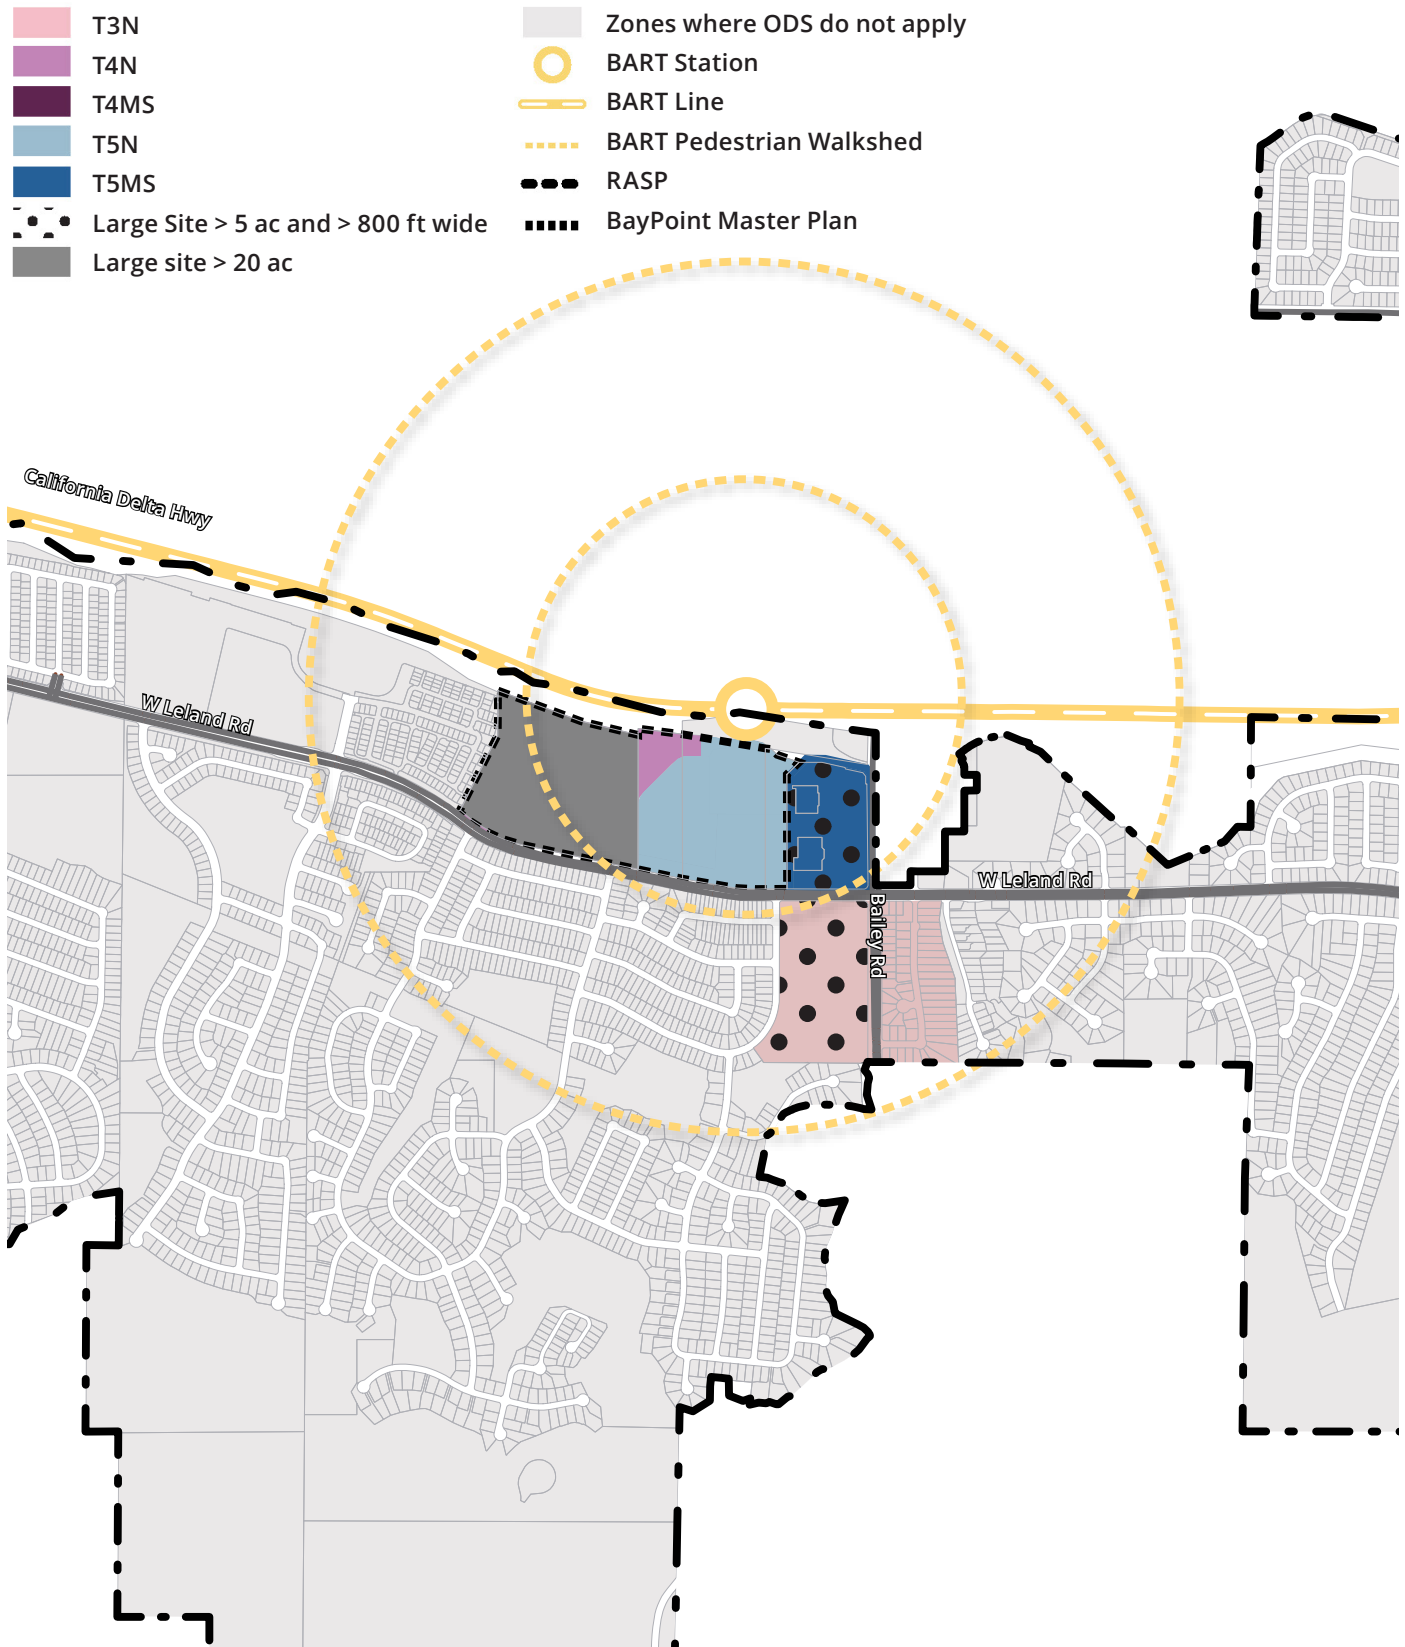 T3N
T4N
T4MS
T5N
T5MS
Large Site > 5 ac and > 800 ft wide
Large site > 20 ac
Zones where ODS do not apply
BART Station
BART Line
BART Pedestrian Walkshed
RASP
BayPoint Master Plan
California Delta Hwy
W Leland Rd
W Leland Rd
Bailey Rd